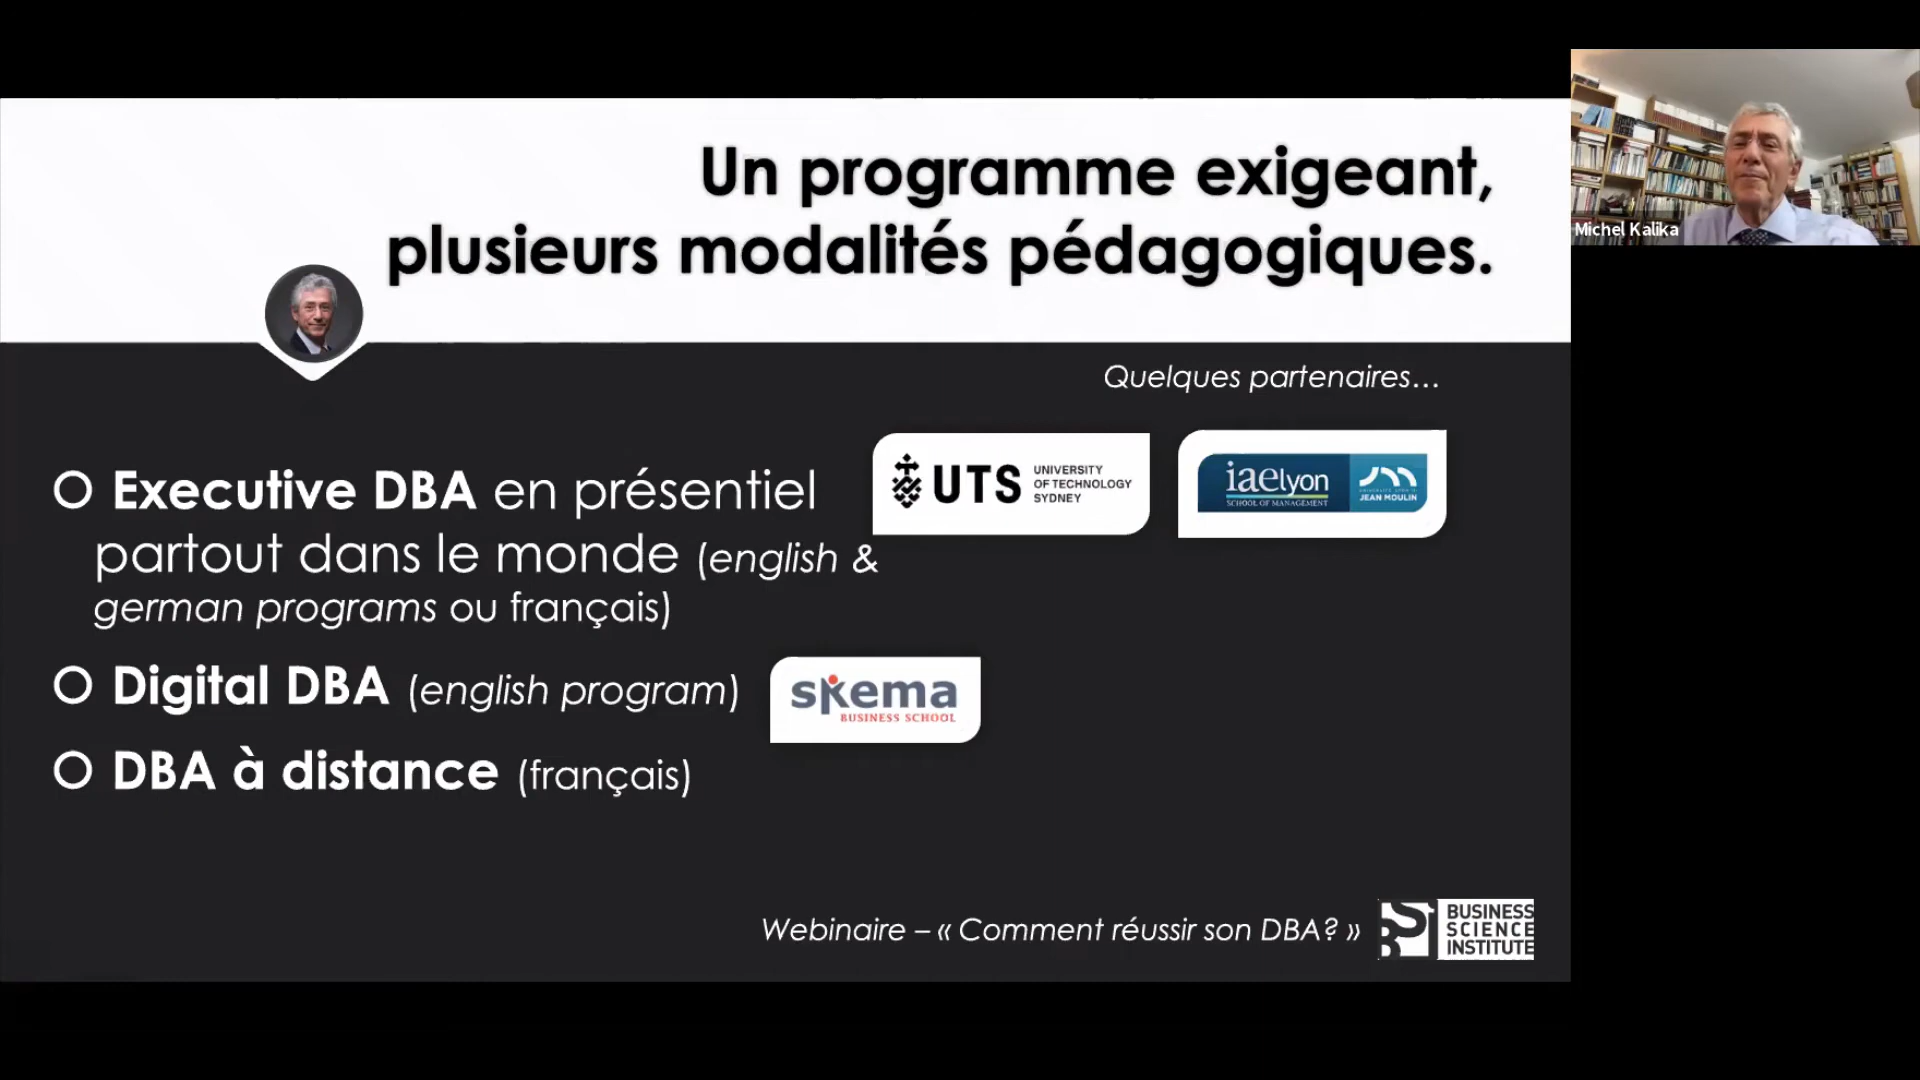 Un programme exigeant,
plusieurs modalités pédagogiques.
Michel Kalika
Quelques partenaires...
UTS UNIVERSITY
OF TECHNOLOGY
SYDNEY
iaelyon
SCHOOL OF MANAGEMENT
JEAN MOULIN
Executive DBA en présentiel
partout dans le monde (english &
german programs ou français)
Digital DBA (english program)
skema
BUSINESS SCHOOL
DBA à distance (français)
Webinaire – « Comment réussir son DBA? »
BUSINESS
SCIENCE
INSTITUTE